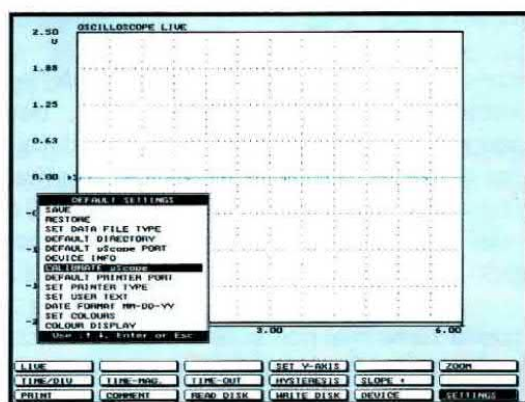 OSCILLOSCOPE LIVE
2.50
U
1.88
1.25
0.63
0.00
DEFAULT SETTINGS
SAVE
RESTORE
SET DATA FILE TYPE
DEFAULT DIRECTORY
DEFAULT µScope PORT
DEVICE INFO
CALIBRATE µScope
DEFAULT PRINTER PORT
SET PRINTER TYPE
SET USER TEXT
DATE FORMAT MM-DD-YY
SET COLOURS
COLOUR DISPLAY
Use ↑ ↓, Enter or Esc
3.00 6.00
LIVE SET Y-AXIS ZOOM
TIME/DIV TIME-MAG. TIME-OUT HYSTERESIS SLOPE
PRINT COMMENT READ DISK WRITE DISK DEVICE SETTINGS